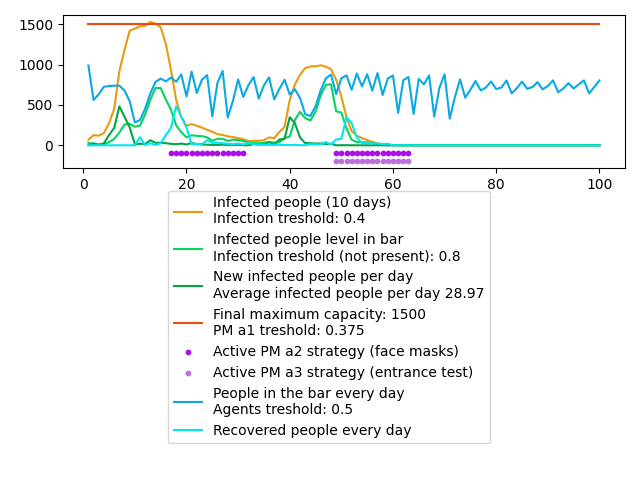 1500
1000
500
0
0
20
40
60
80
100
Infected people (10 days)
Infection treshold: 0.4
Infected people level in bar
Infection treshold (not present): 0.8
New infected people per day
Average infected people per day 28.97
Final maximum capacity: 1500
PM a1 treshold: 0.375
Active PM a2 strategy (face masks)
Active PM a3 strategy (entrance test)
People in the bar every day
Agents treshold: 0.5
Recovered people every day